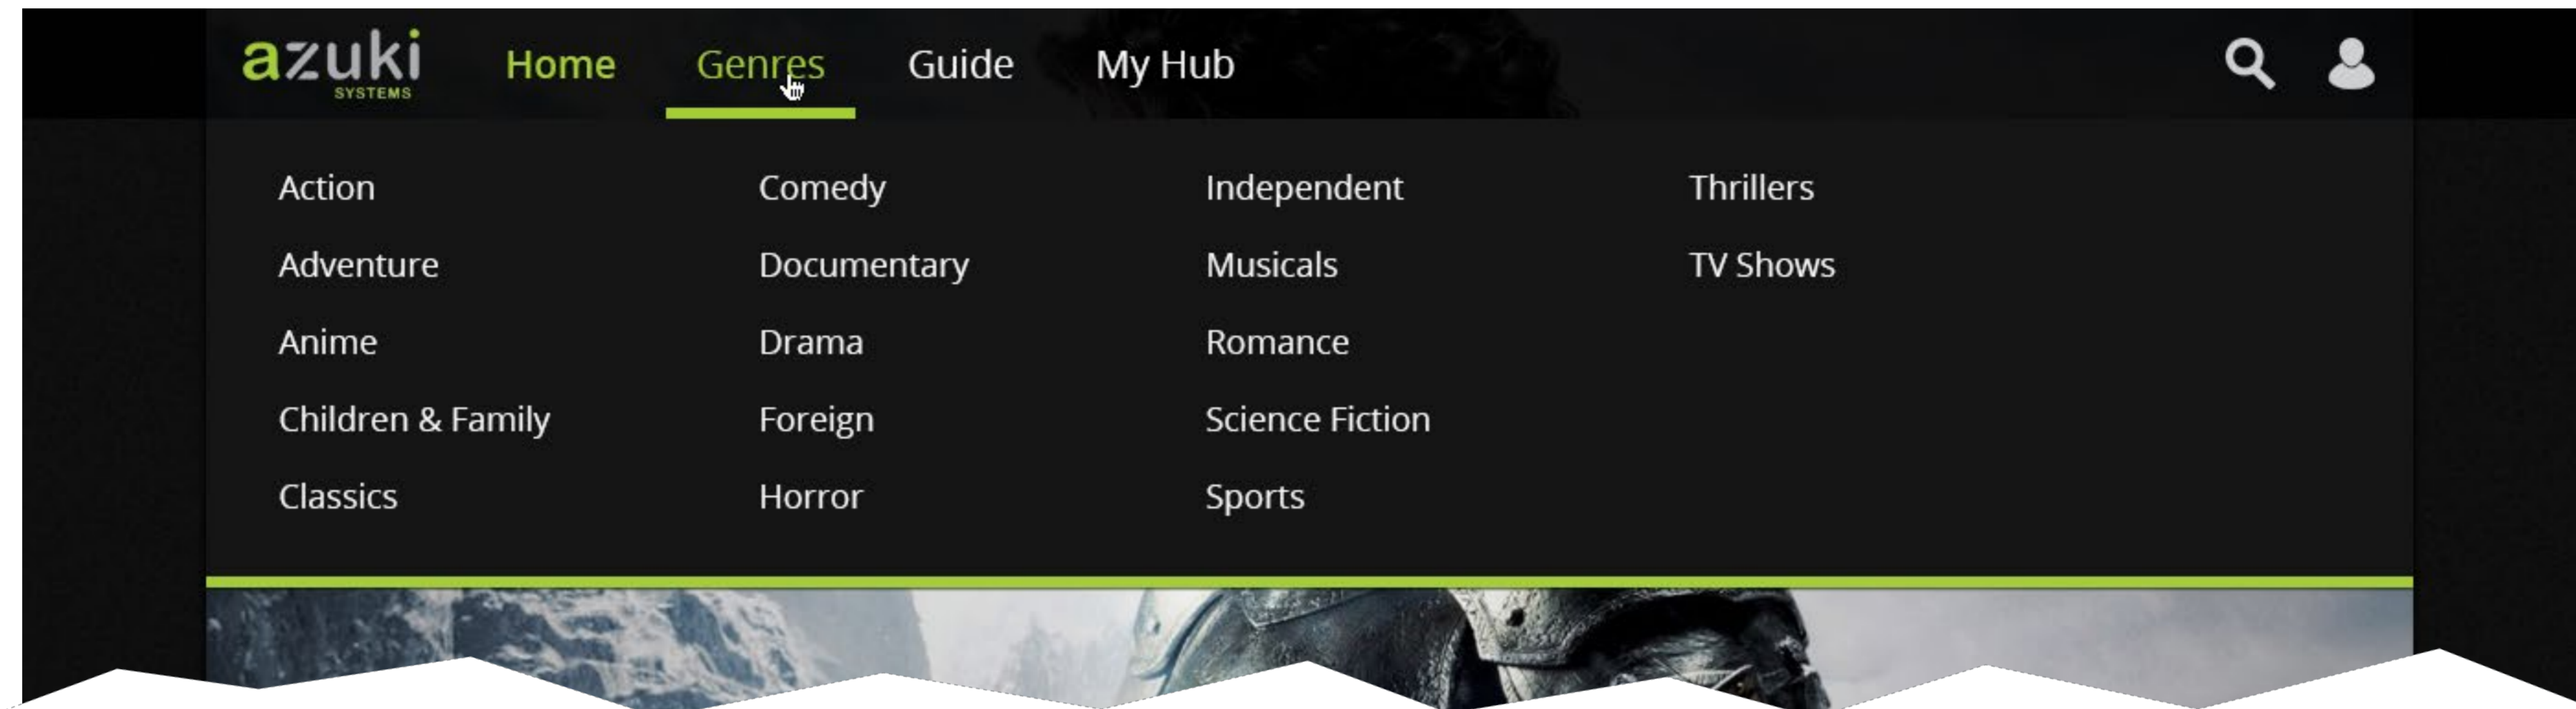 azuki
SYSTEMS
Home Genres Guide My Hub
Action Comedy Independent Thrillers
Adventure Documentary Musicals TV Shows
Anime Drama Romance
Children & Family Foreign Science Fiction
Classics Horror Sports